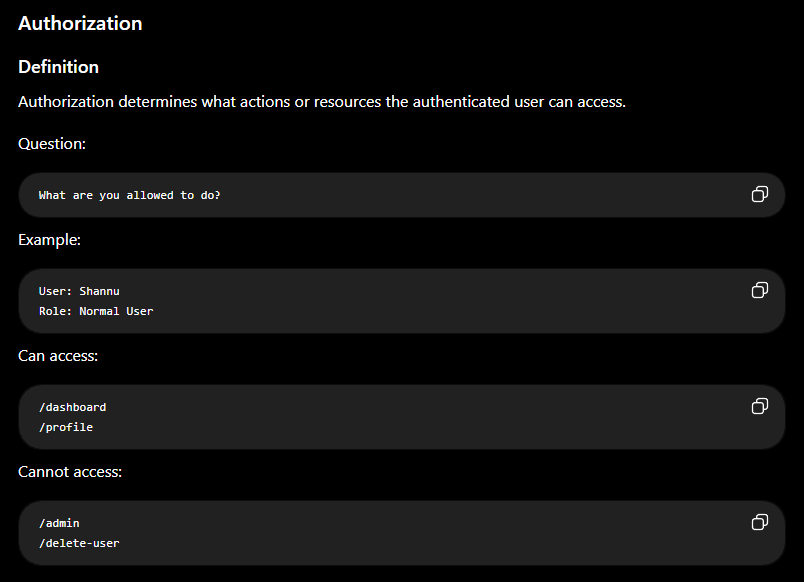 Authorization
Definition
Authorization determines what actions or resources the authenticated user can access.
Question:
What are you allowed to do?
Example:
User: Shannu
Role: Normal User
Can access:
/dashboard
/profile
Cannot access:
/admin
/delete-user